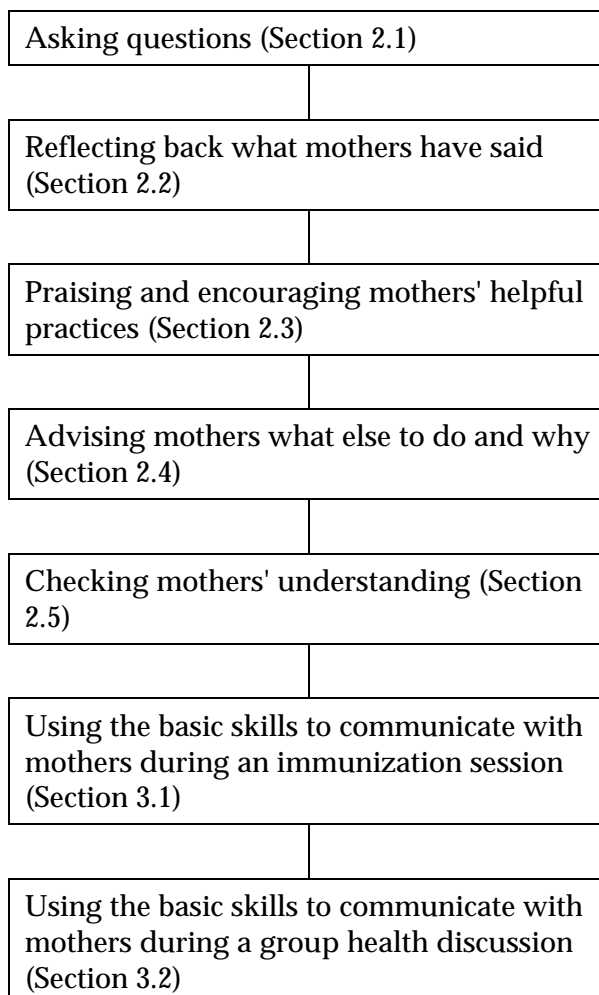 Asking questions (Section 2.1)
Reflecting back what mothers have said
(Section 2.2)
Praising and encouraging mothers' helpful
practices (Section 2.3)
Advising mothers what else to do and why
(Section 2.4)
Checking mothers' understanding (Section
2.5)
Using the basic skills to communicate with
mothers during an immunization session
(Section 3.1)
Using the basic skills to communicate with
mothers during a group health discussion
(Section 3.2)